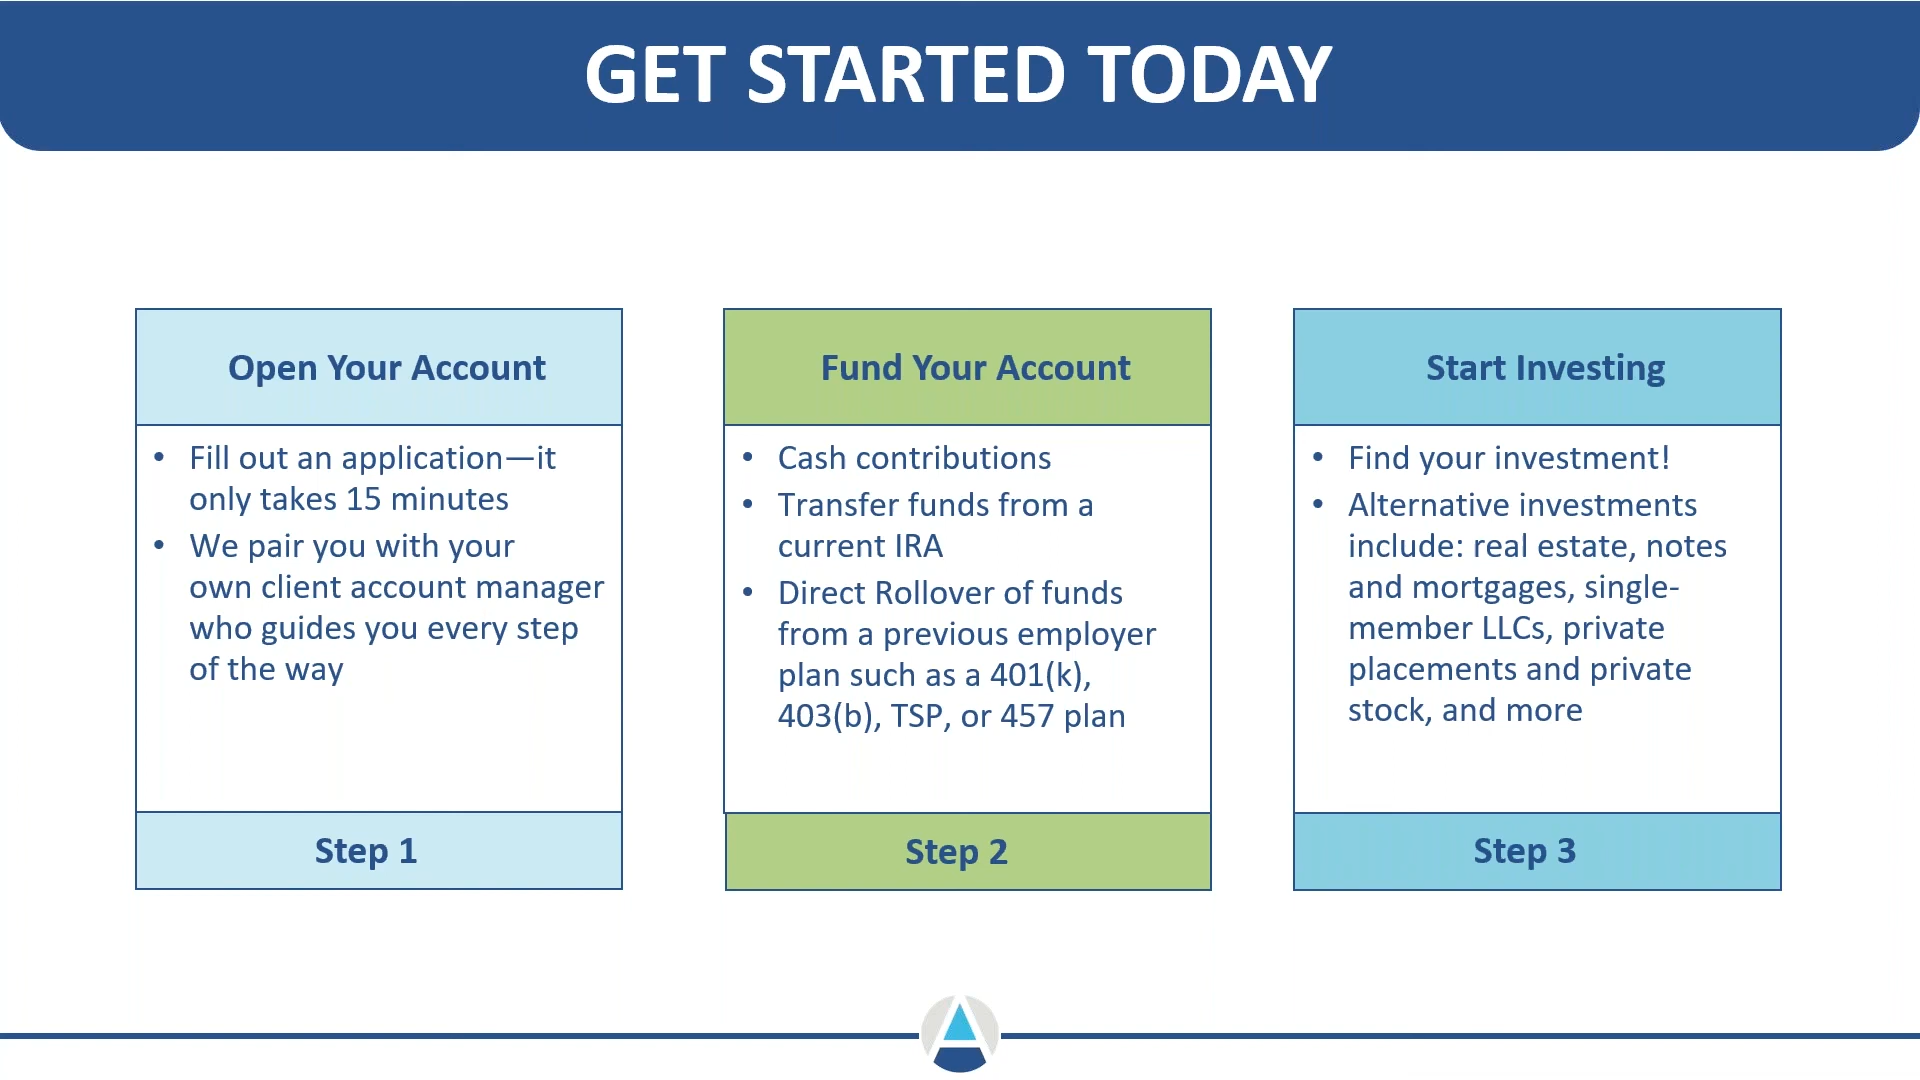 GET STARTED TODAY
Open Your Account
• Fill out an application—it
only takes 15 minutes
• We pair you with your
own client account manager
who guides you every step
of the way
Step 1
Fund Your Account
• Cash contributions
• Transfer funds from a
current IRA
• Direct Rollover of funds
from a previous employer
plan such as a 401(k),
403(b), TSP, or 457 plan
Step 2
Start Investing
• Find your investment!
• Alternative investments
include: real estate, notes
and mortgages, single-
member LLCs, private
placements and private
stock, and more
Step 3